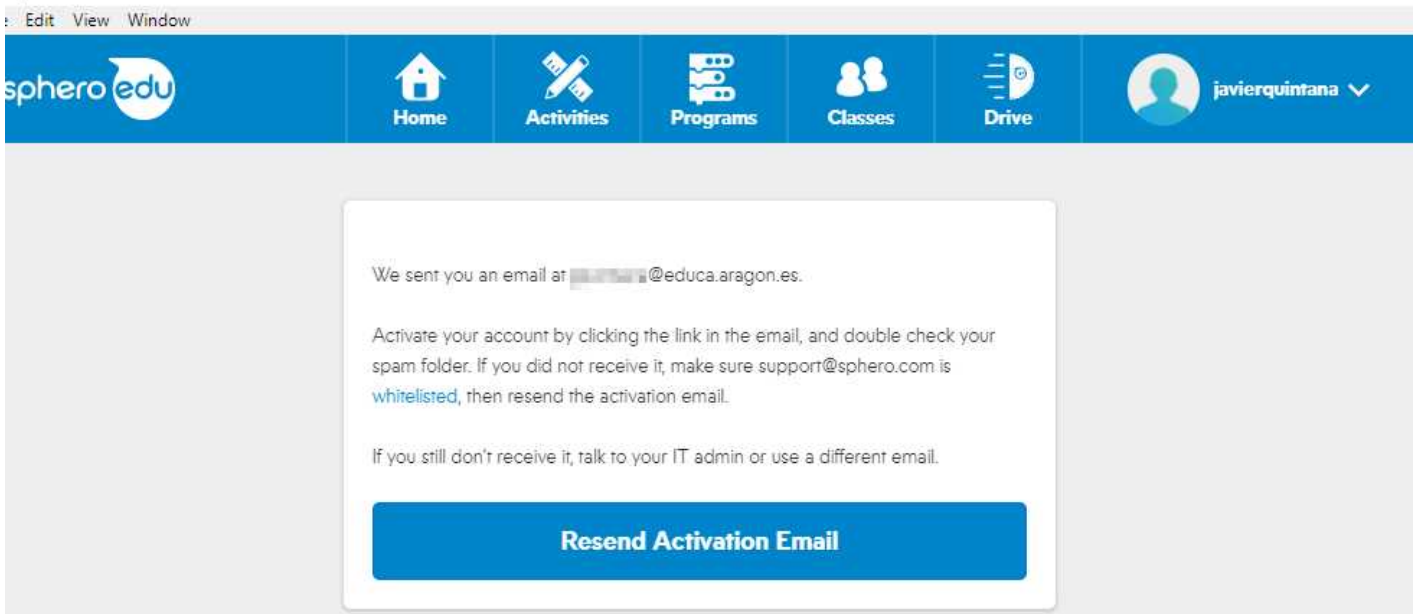 Edit View Window
sphero edu
Home
Activities
Programs
Classes
Drive
javierquintana
We sent you an email at @educa.aragon.es.
Activate your account by clicking the link in the email, and double check your
spam folder. If you did not receive it, make sure support@sphero.com is
whitelisted, then resend the activation email.
If you still don't receive it, talk to your IT admin or use a different email.
Resend Activation Email